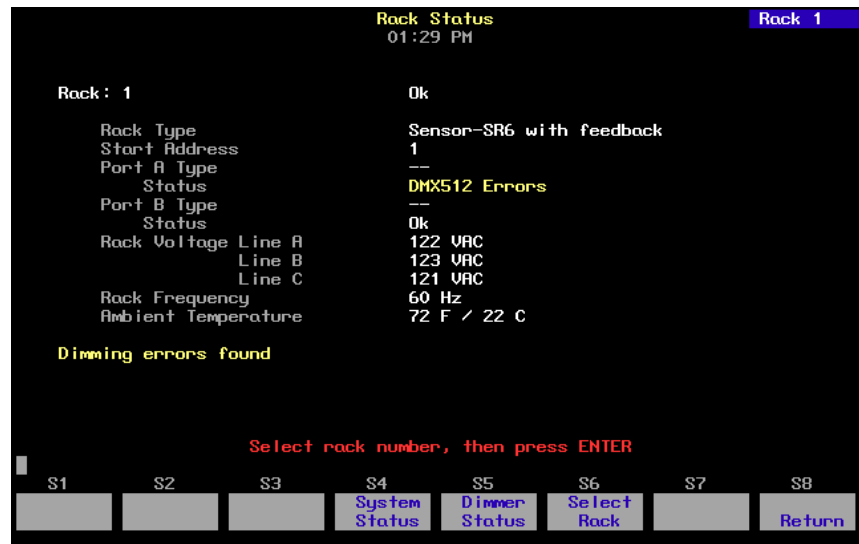 Rack Status
Rack 1
01:29 PM
Rack: 1 Ok
Rack Type Sensor-SR6 with feedback
Start Address 1
Port A Type --
Status DMX512 Errors
Port B Type --
Status Ok
Rack Voltage Line A 122 VAC
Line B 123 VAC
Line C 121 VAC
Rack Frequency 60 Hz
Ambient Temperature 72 F / 22 C
Dimming errors found
Select rack number, then press ENTER
S1 S2 S3 S4 S5 S6 S7 S8
System Dimmer Select
Status Status Rack Return